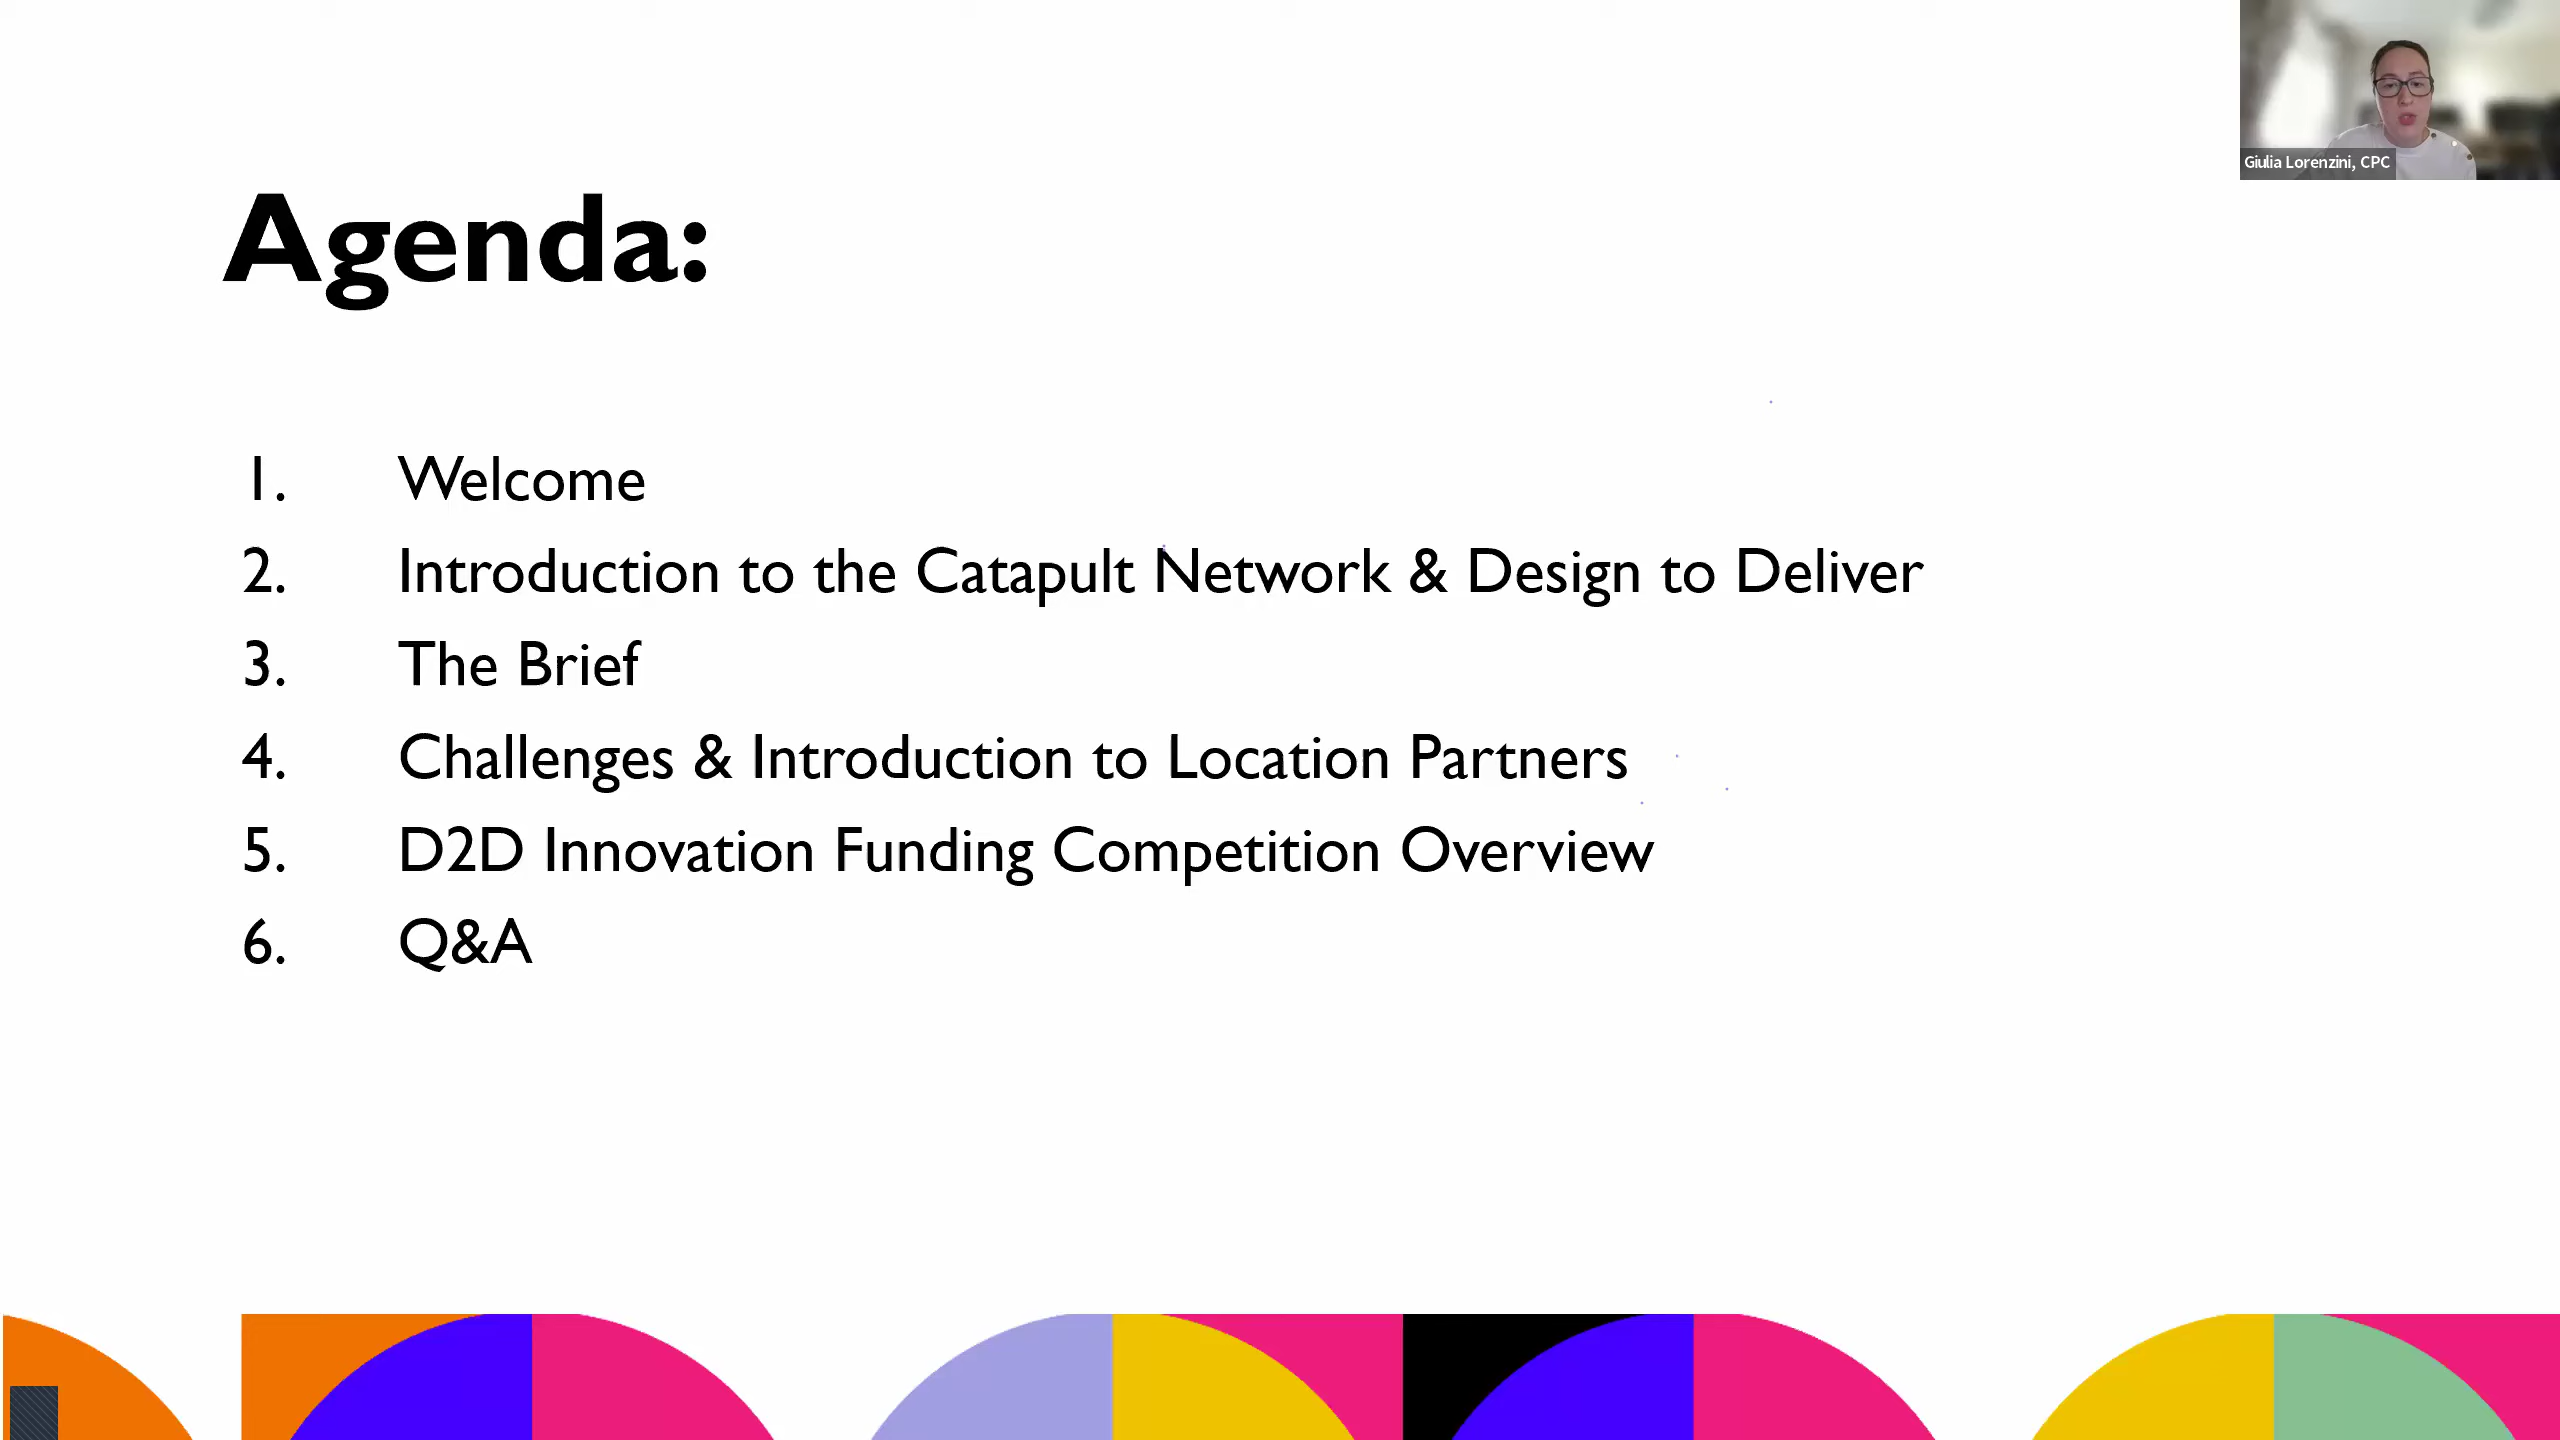 Giulia Lorenzini, CPC
Agenda:
1. Welcome
2. Introduction to the Catapult Network & Design to Deliver
3. The Brief
4. Challenges & Introduction to Location Partners
5. D2D Innovation Funding Competition Overview
6. Q&A